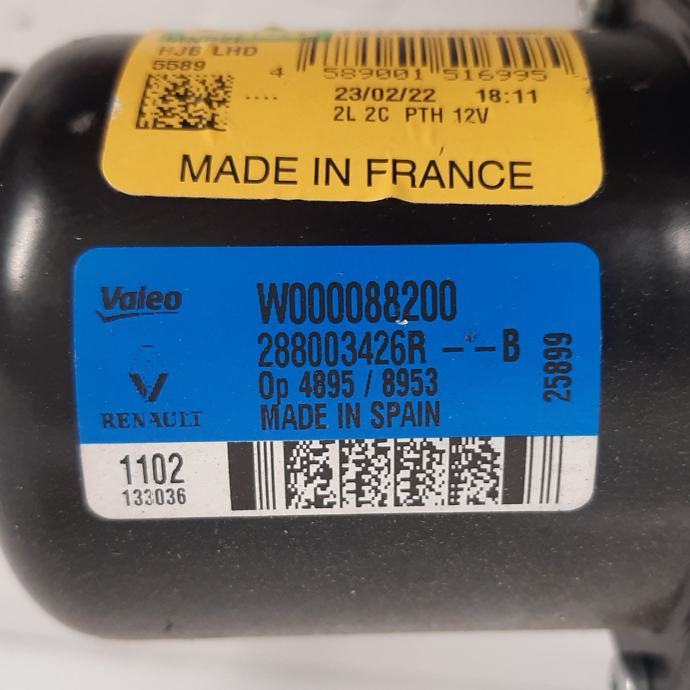 HJB LHD
5589
4 589001 516995
.... 23/02/22 18:11
2L 2C PTH 12V
MADE IN FRANCE
Valeo
W000088200
288003426R --B
Op 4895 / 8953
MADE IN SPAIN
RENAULT
25899
1102
133036